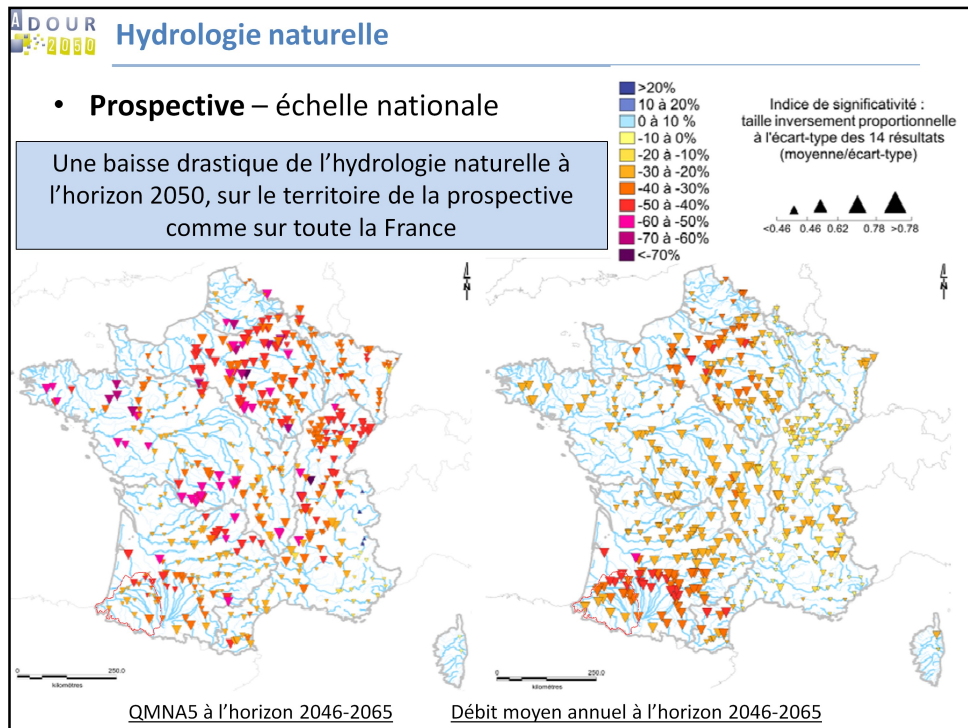 ADOUR
2050
Hydrologie naturelle
• Prospective – échelle nationale
Une baisse drastique de l'hydrologie naturelle à
l'horizon 2050, sur le territoire de la prospective
comme sur toute la France
>20%
10 à 20%
0 à 10 %
-10 à 0%
-20 à -10%
-30 à -20%
-40 à -30%
-50 à -40%
-60 à -50%
-70 à -60%
<-70%
Indice de significativité :
taille inversement proportionnelle
à l'écart-type des 14 résultats
(moyenne/écart-type)
<0.46 0.46 0.62 0.78 >0.78
N
N
0 250.0
kilomètres
0 250.0
kilomètres
QMNA5 à l'horizon 2046-2065
Débit moyen annuel à l'horizon 2046-2065